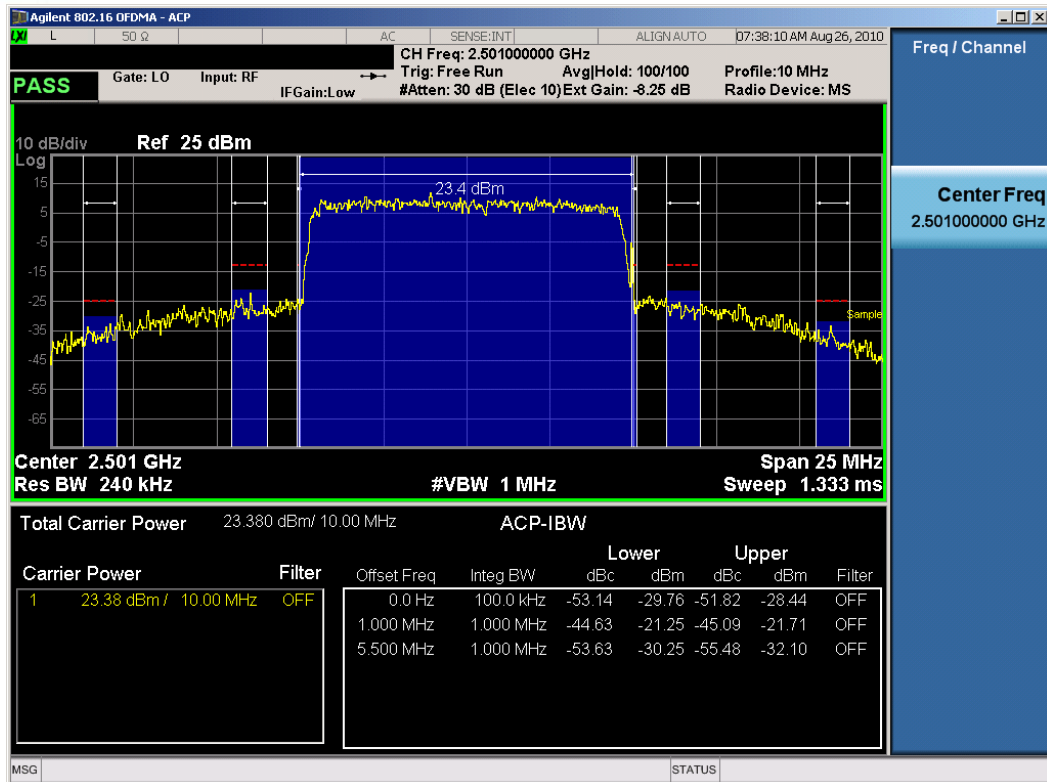 Agilent 802.16 OFDMA - ACP
LXI L 50 Ω AC SENSE:INT ALIGN AUTO 07:38:10 AM Aug 26, 2010
CH Freq: 2.501000000 GHz
PASS Gate: LO Input: RF IFGain:Low Trig: Free Run Avg|Hold: 100/100 Profile:10 MHz
#Atten: 30 dB (Elec 10) Ext Gain: -8.25 dB Radio Device: MS
Freq / Channel
Center Freq
2.501000000 GHz
10 dB/div Ref 25 dBm
Log
15
5
-5
-15
-25
-35
-45
-55
-65
23.4 dBm
Sample
Center 2.501 GHz Span 25 MHz
Res BW 240 kHz #VBW 1 MHz Sweep 1.333 ms
Total Carrier Power 23.380 dBm/ 10.00 MHz ACP-IBW
Lower Upper
Carrier Power Filter Offset Freq Integ BW dBc dBm dBc dBm Filter
1 23.38 dBm / 10.00 MHz OFF 0.0 Hz 100.0 kHz -53.14 -29.76 -51.82 -28.44 OFF
1.000 MHz 1.000 MHz -44.63 -21.25 -45.09 -21.71 OFF
5.500 MHz 1.000 MHz -53.63 -30.25 -55.48 -32.10 OFF
MSG STATUS